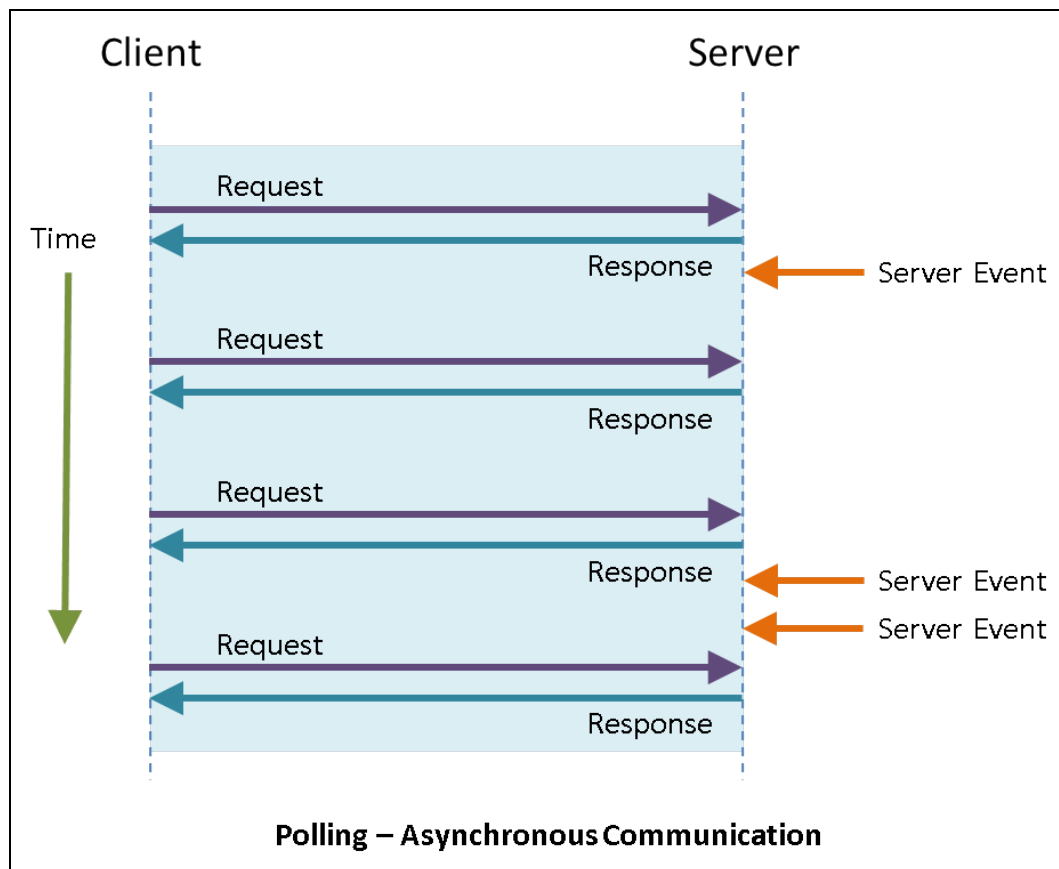 Client
Server
Request
Time
Response
Server Event
Request
Response
Request
Response
Server Event
Server Event
Request
Response
Polling – Asynchronous Communication